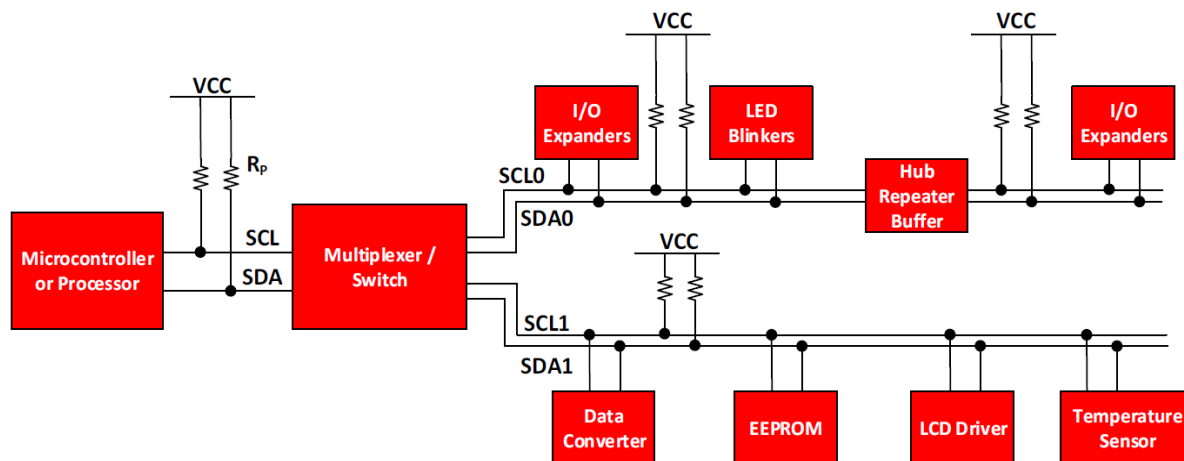 VCC
RP
Microcontroller
or Processor
SCL
SDA
Multiplexer /
Switch
SCL0
SDA0
I/O
Expanders
VCC
LED
Blinkers
Hub
Repeater
Buffer
VCC
I/O
Expanders
VCC
SCL1
SDA1
Data
Converter
EEPROM
LCD Driver
Temperature
Sensor